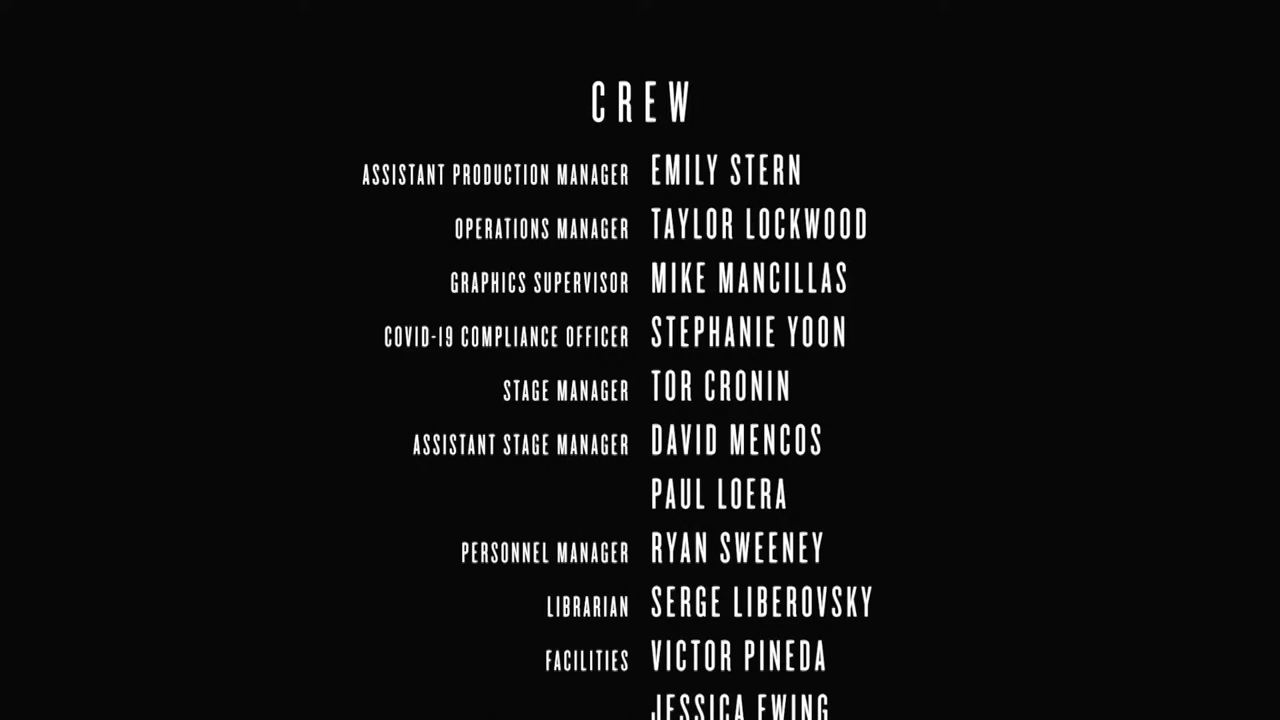 CREW
ASSISTANT PRODUCTION MANAGER EMILY STERN
OPERATIONS MANAGER TAYLOR LOCKWOOD
GRAPHICS SUPERVISOR MIKE MANCILLAS
COVID-19 COMPLIANCE OFFICER STEPHANIE YOON
STAGE MANAGER TOR CRONIN
ASSISTANT STAGE MANAGER DAVID MENCOS
PAUL LOERA
PERSONNEL MANAGER RYAN SWEENEY
LIBRARIAN SERGE LIBEROVSKY
FACILITIES VICTOR PINEDA
JESSICA EWING